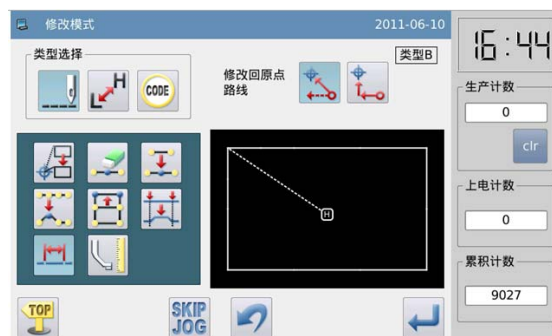 修改模式
2011-06-10
16:44
类型选择
H
L
CODE
修改回原点
路线
类型B
生产计数
0
clr
H
上电计数
0
累积计数
9027
TOP
SKIP
JOG